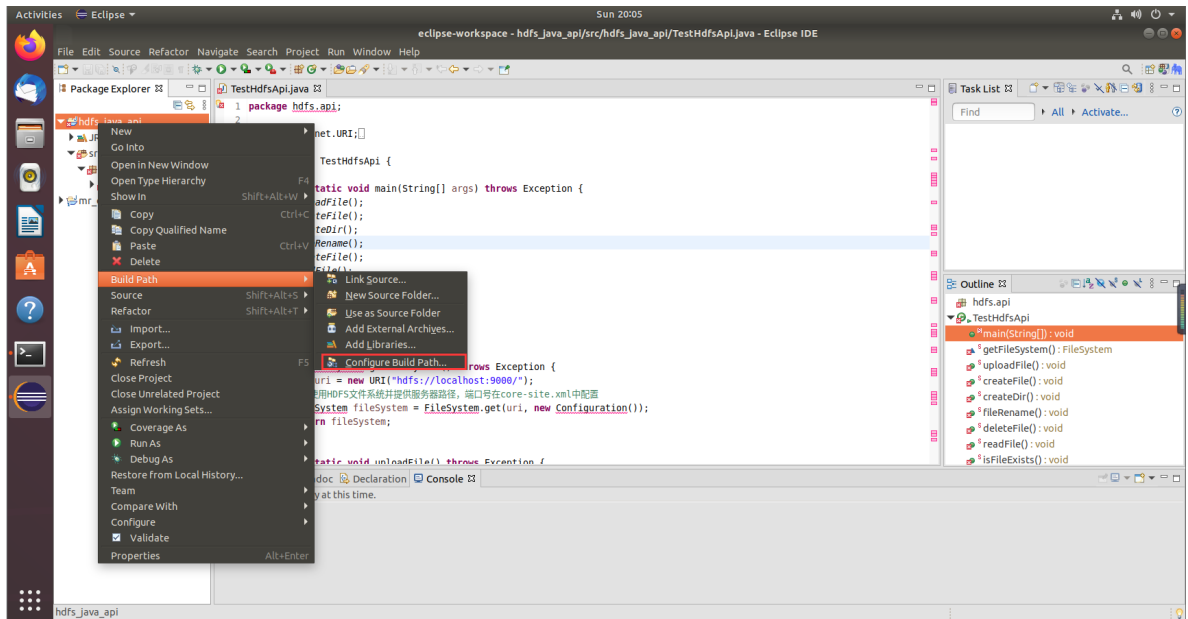 Activities Eclipse Sun 20:05
eclipse-workspace - hdfs_java_api/src/hdfs_java_api/TestHdfsApi.java - Eclipse IDE
File Edit Source Refactor Navigate Search Project Run Window Help
Package Explorer
hdfs_java_api
New
Go Into
Open in New Window
Open Type Hierarchy F4
Show In Shift+Alt+W
Copy Ctrl+C
Copy Qualified Name
Paste Ctrl+V
Delete
Build Path
Source Shift+Alt+S
Refactor Shift+Alt+T
Import...
Export...
Refresh F5
Close Project
Close Unrelated Project
Assign Working Sets...
Coverage As
Run As
Debug As
Restore from Local History...
Team
Compare With
Configure
Validate
Properties Alt+Enter
Link Source...
New Source Folder...
Use as Source Folder
Add External Archives...
Add Libraries...
Configure Build Path...
TestHdfsApi.java
1 package hdfs.api;
2
net.URI;
TestHdfsApi {
tatic void main(String[] args) throws Exception {
adFile();
teFile();
teDir();
Rename();
teFile();
File();
rows Exception {
uri = new URI("hdfs://localhost:9000/");
使用HDFS文件系统并提供服务器路径，端口号在core-site.xml中配置
System fileSystem = FileSystem.get(uri, new Configuration());
rn fileSystem;
tatic void uploadFile() throws Exception {
doc Declaration Console
y at this time.
Task List
Find All Activate...
Outline
hdfs.api
TestHdfsApi
main(String[]) : void
getFileSystem() : FileSystem
uploadFile() : void
createFile() : void
createDir() : void
fileRename() : void
deleteFile() : void
readFile() : void
isFileExists() : void
hdfs_java_api